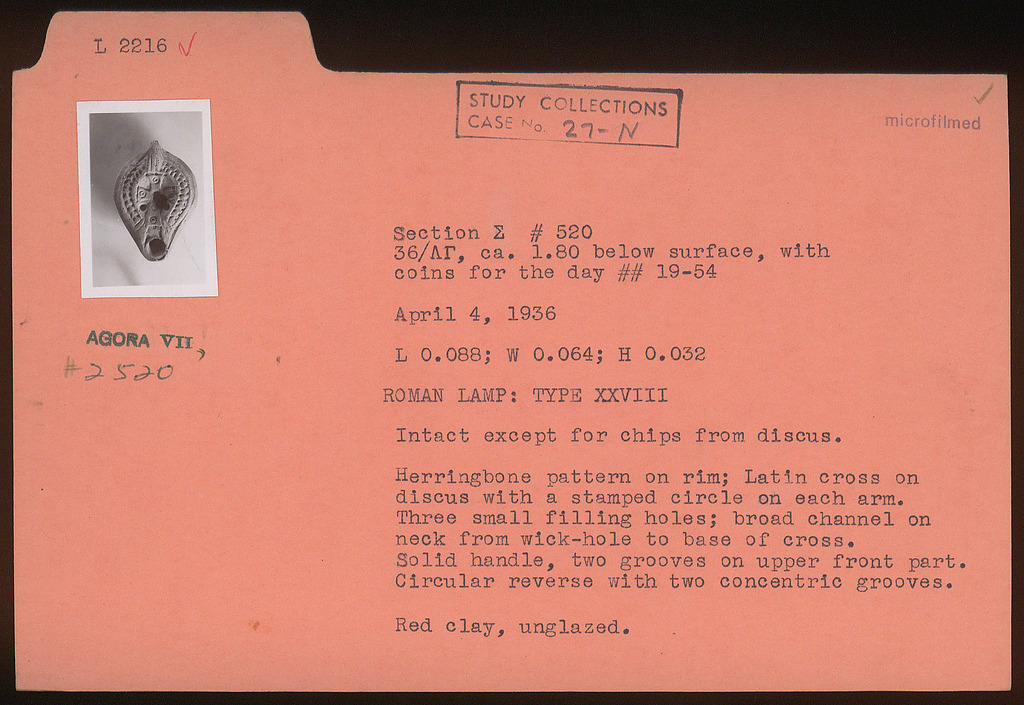 L 2216 ✓
STUDY COLLECTIONS
CASE No. 27-N
✓
microfilmed
Section Σ # 520
36/ΛΓ, ca. 1.80 below surface, with
coins for the day ## 19-54
April 4, 1936
AGORA VII,
#2520
L 0.088; W 0.064; H 0.032
ROMAN LAMP: TYPE XXVIII
Intact except for chips from discus.
Herringbone pattern on rim; Latin cross on
discus with a stamped circle on each arm.
Three small filling holes; broad channel on
neck from wick-hole to base of cross.
Solid handle, two grooves on upper front part.
Circular reverse with two concentric grooves.
Red clay, unglazed.